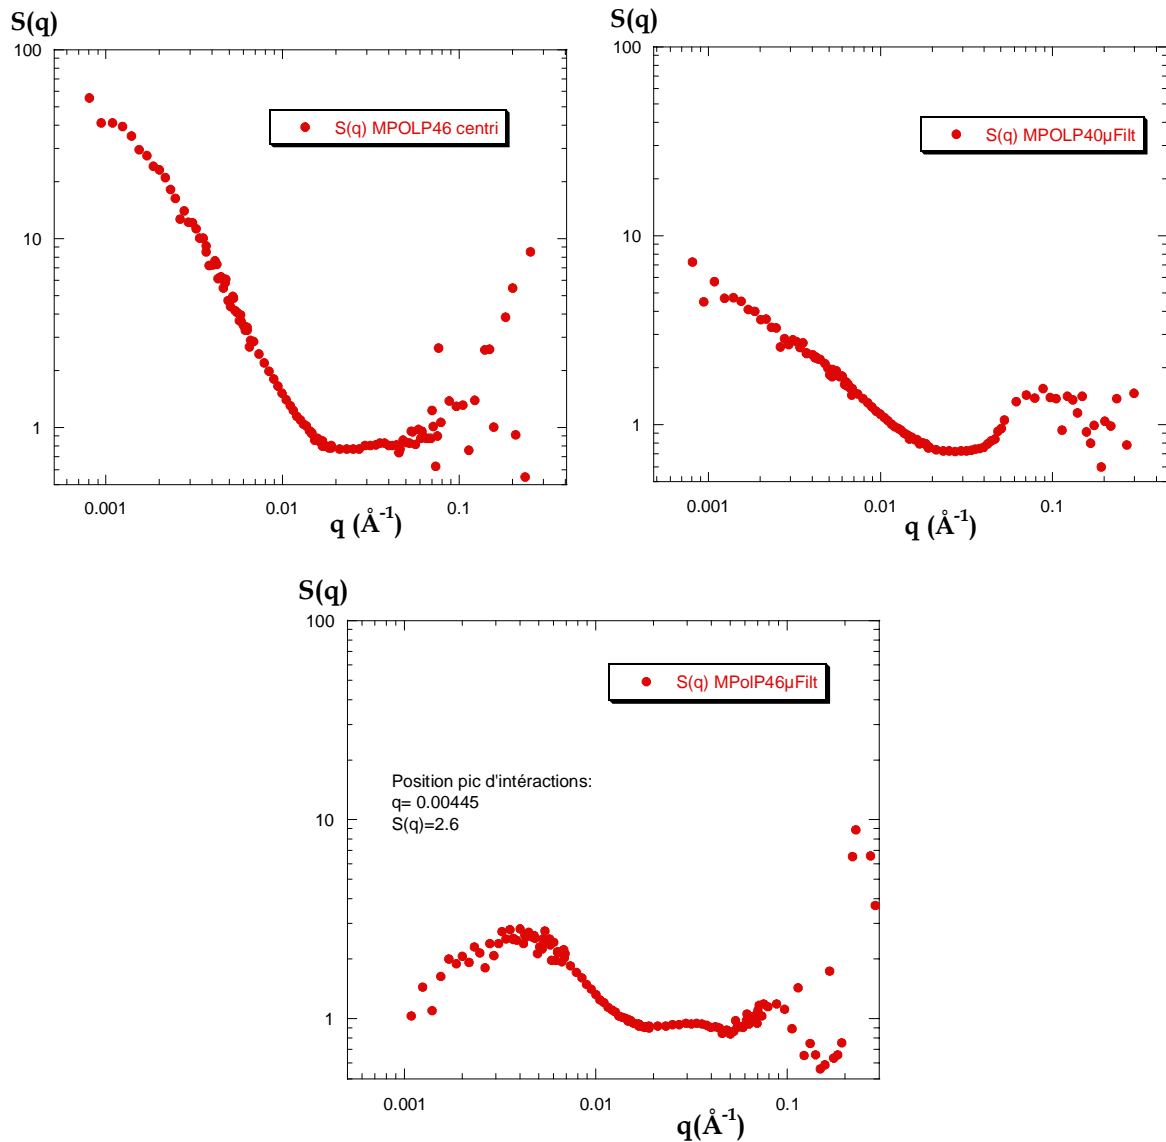 S(q)
100
10
1
S(q) MPOLP46 centri
0.001
0.01
0.1
q (Å⁻¹)
S(q)
100
10
1
S(q) MPOLP40µFilt
0.001
0.01
0.1
q (Å⁻¹)
S(q)
100
10
1
S(q) MPolP46µFilt
Position pic d'intéractions:
q= 0.00445
S(q)=2.6
0.001
0.01
0.1
q(Å⁻¹)